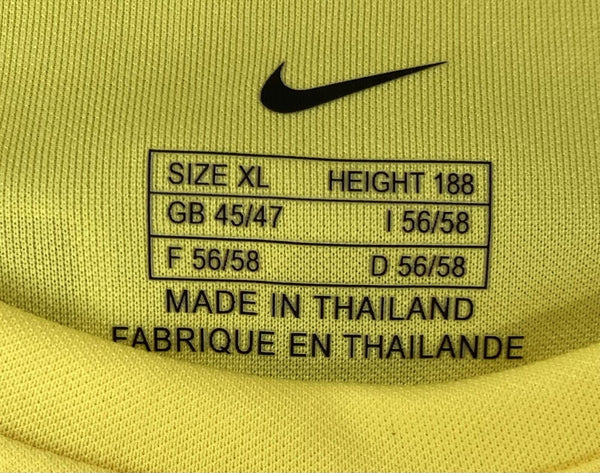 SIZE XL HEIGHT 188
GB 45/47 I 56/58
F 56/58 D 56/58
MADE IN THAILAND
FABRIQUE EN THAILANDE